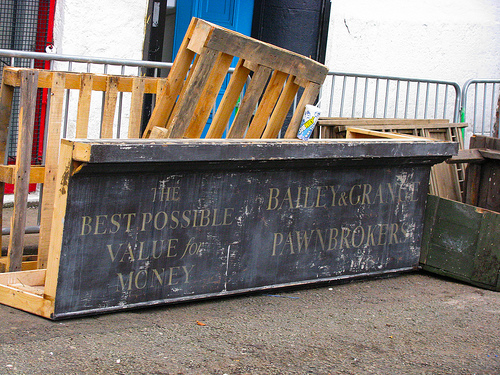 THE
BEST POSSIBLE
VALUE for
MONEY
BAILEY & GRANGE
PAWNBROKERS